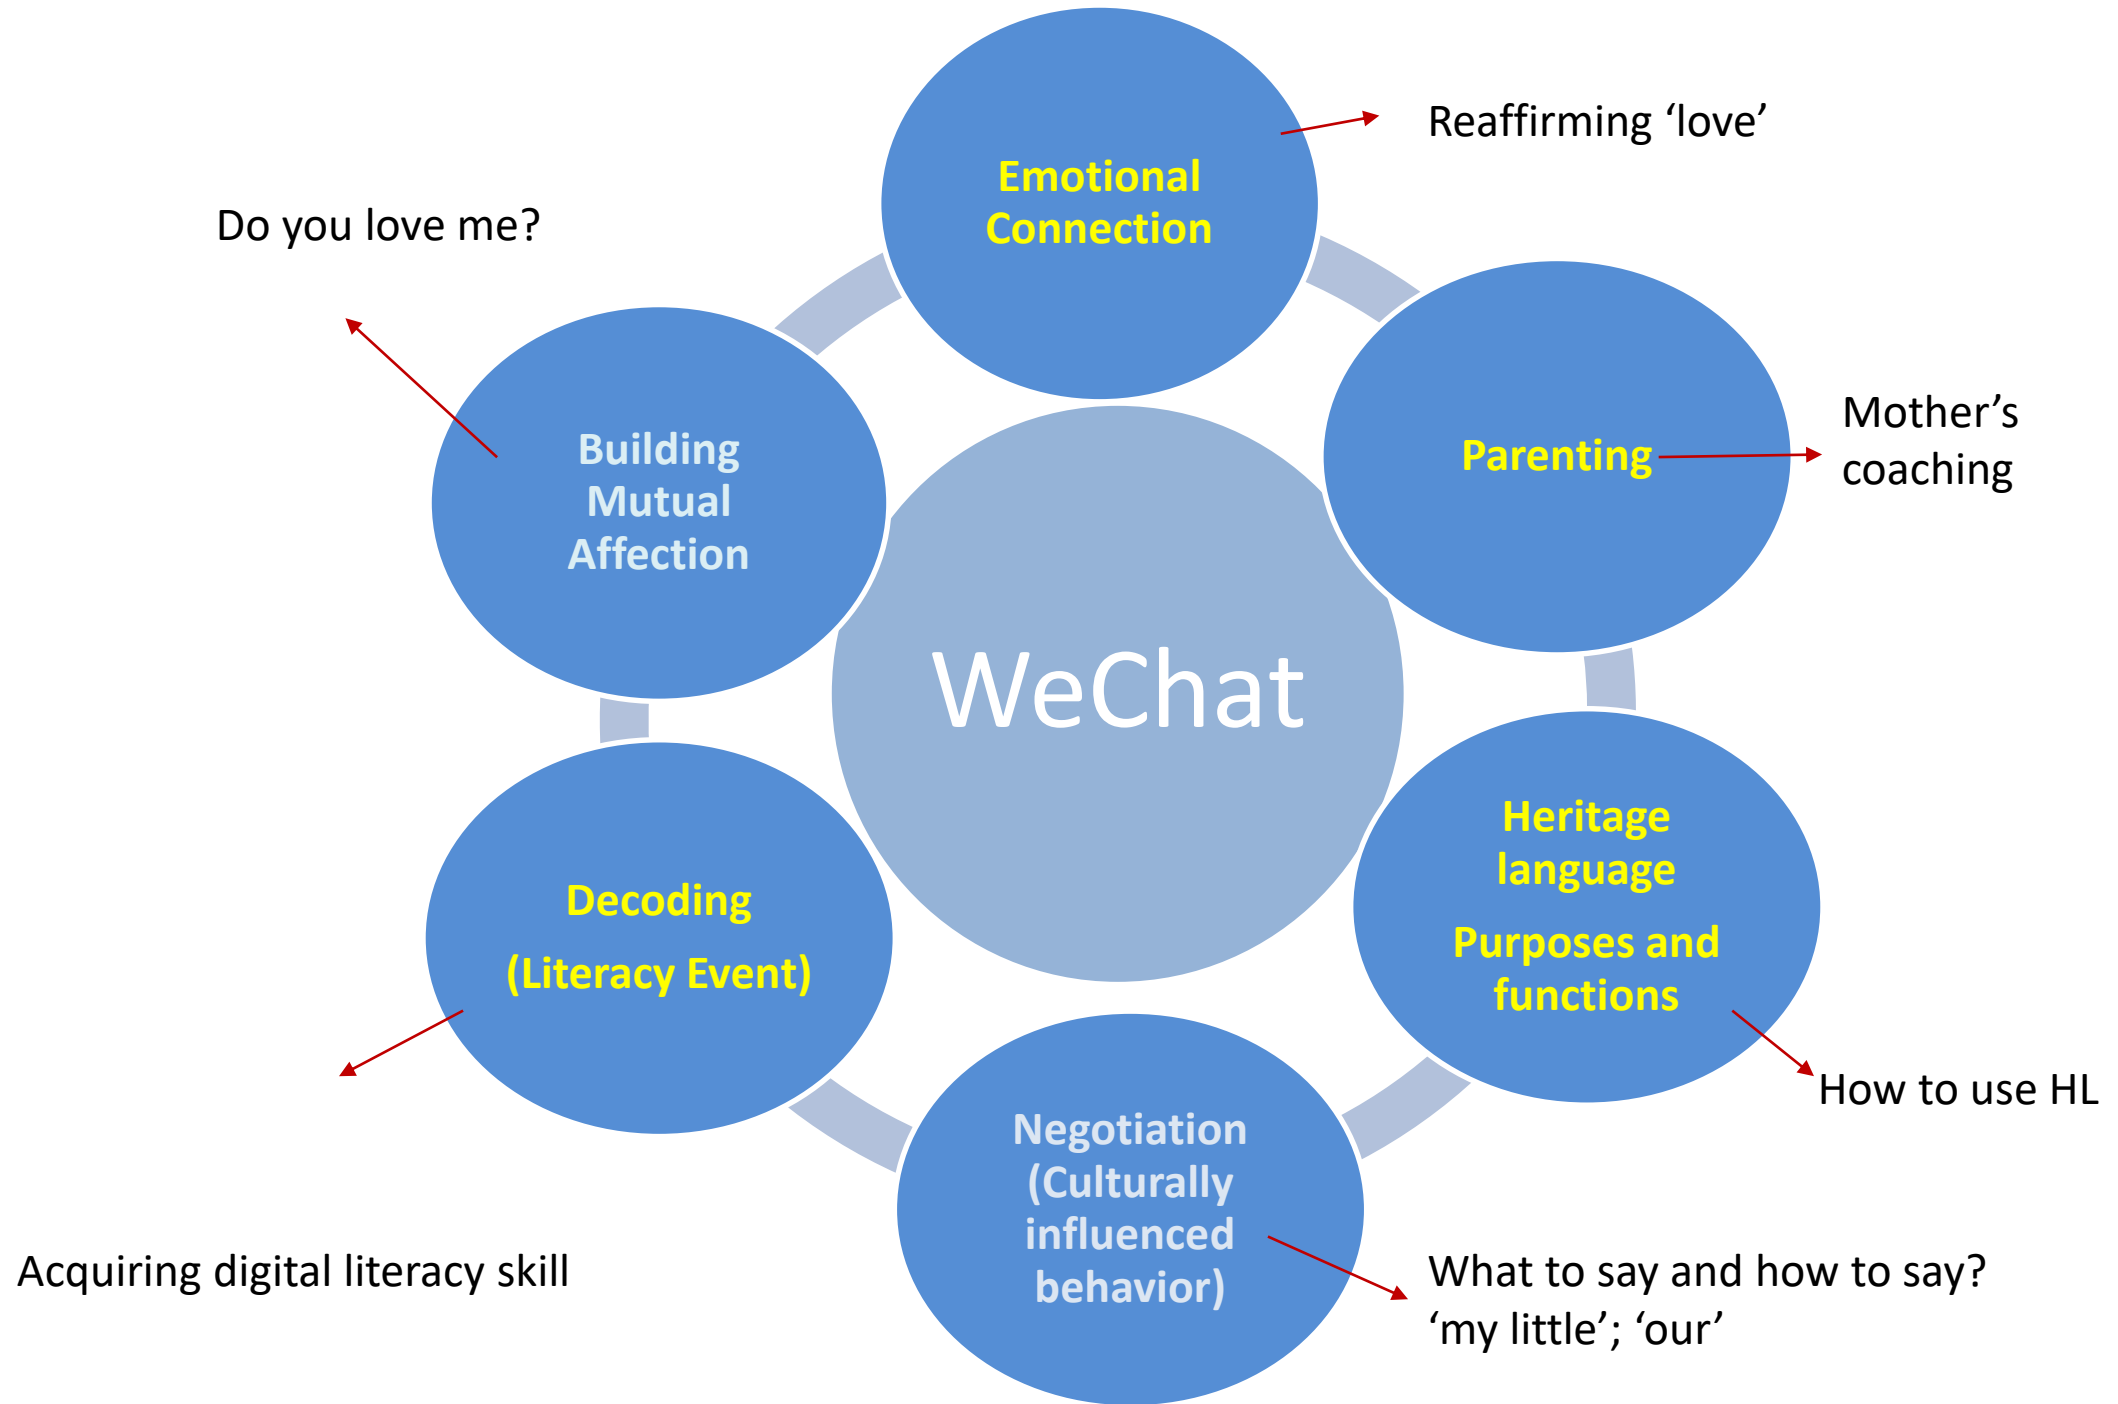 Emotional
Connection
Reaffirming ‘love’
Do you love me?
Building
Mutual
Affection
Parenting
Mother’s
coaching
WeChat
Heritage
language
Purposes and
functions
How to use HL
Decoding
(Literacy Event)
Acquiring digital literacy skill
Negotiation
(Culturally
influenced
behavior)
What to say and how to say?
‘my little’; ‘our’